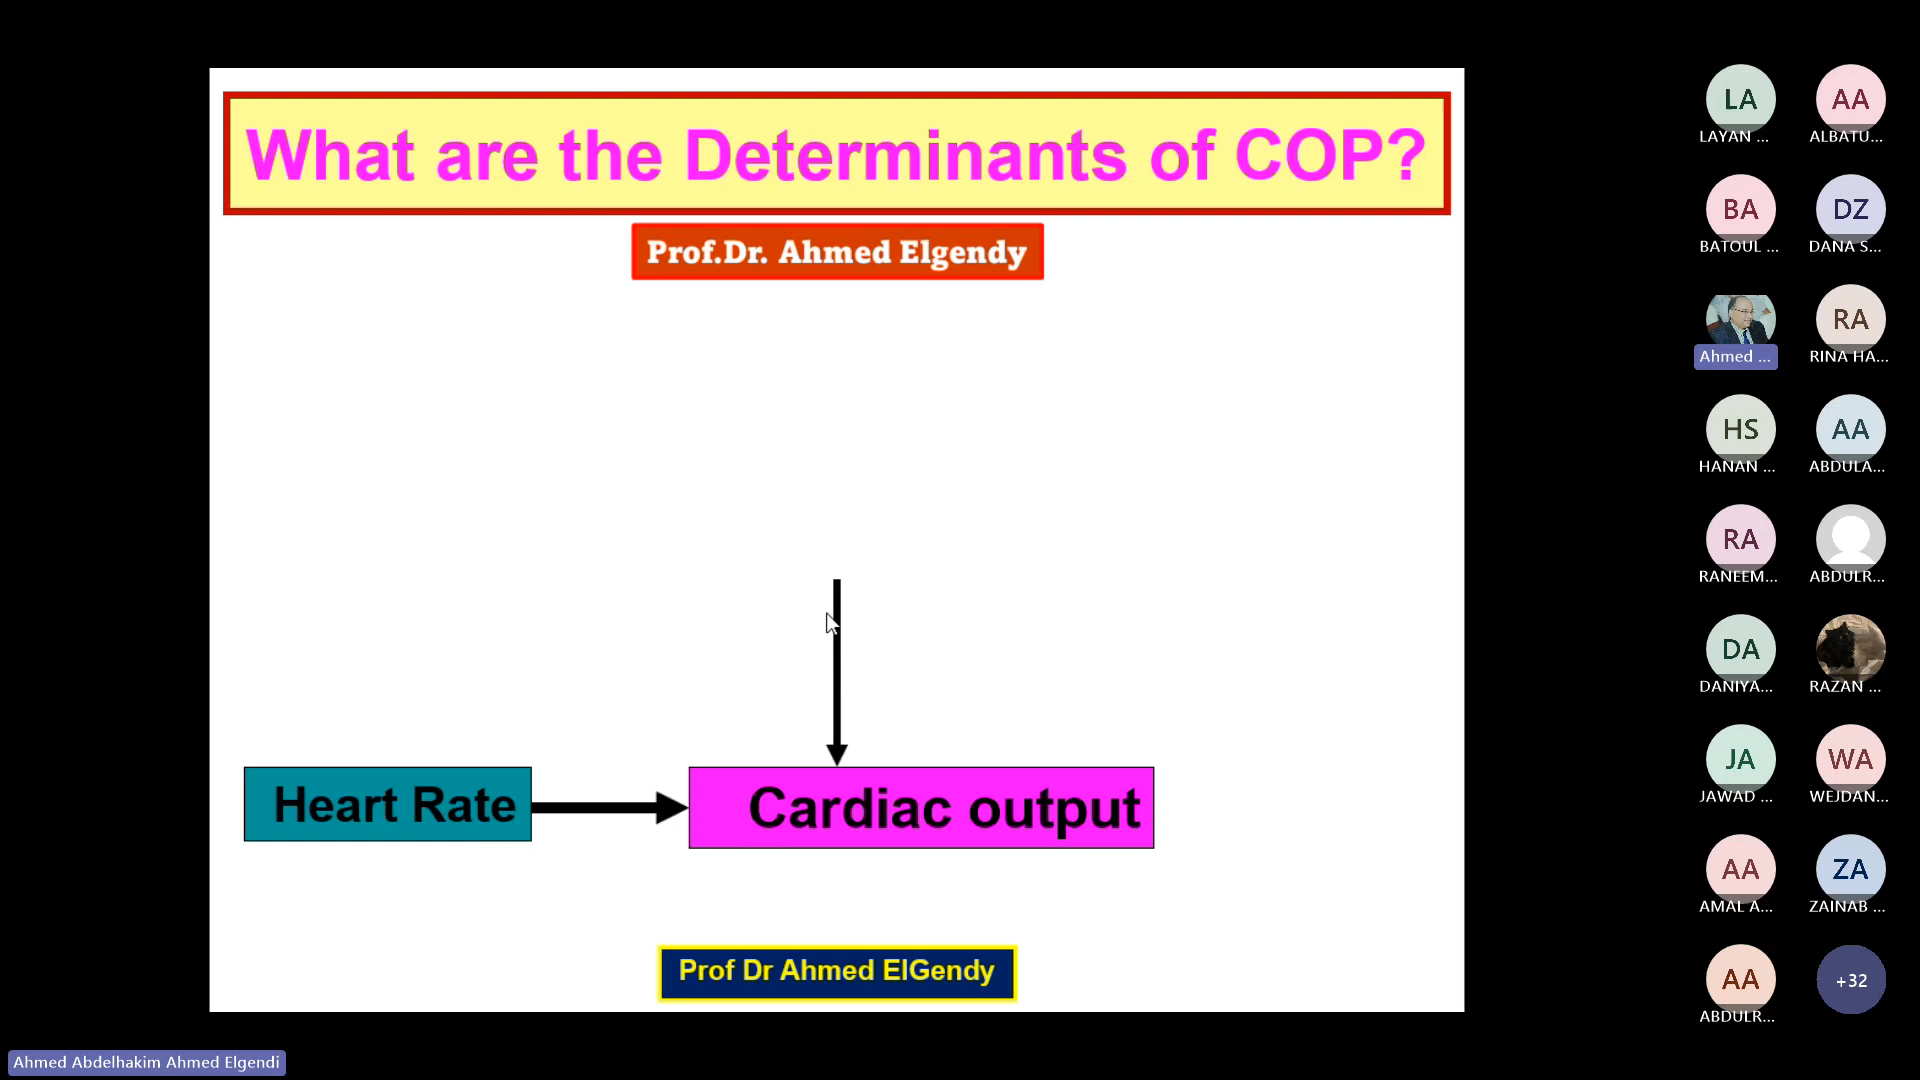 What are the Determinants of COP?
Prof.Dr. Ahmed Elgendy
Heart Rate
Cardiac output
Prof Dr Ahmed ElGendy
LA AA
LAYAN ... ALBATU...
BA DZ
BATOUL ... DANA S...
RA
Ahmed ... RINA HA...
HS AA
HANAN ... ABDULA...
RA
RANEEM... ABDULR...
DA
DANIYA... RAZAN ...
JA WA
JAWAD ... WEJDAN...
AA ZA
AMAL A... ZAINAB ...
AA +32
ABDULR...
Ahmed Abdelhakim Ahmed Elgendi